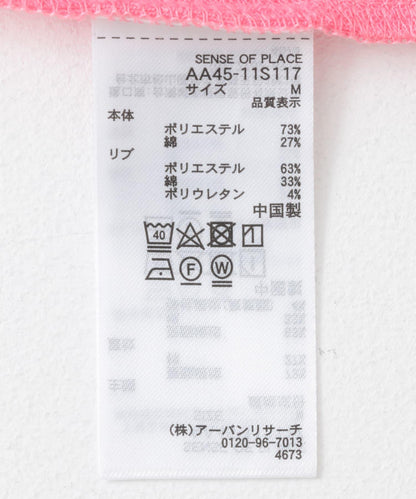 SENSE OF PLACE
AA45-11S117
サイズ M
品質表示
本体
ポリエステル 73%
綿 27%
リブ
ポリエステル 63%
綿 33%
ポリウレタン 4%
中国製
40
F W
(株)アーバンリサーチ
0120-96-7013
4673